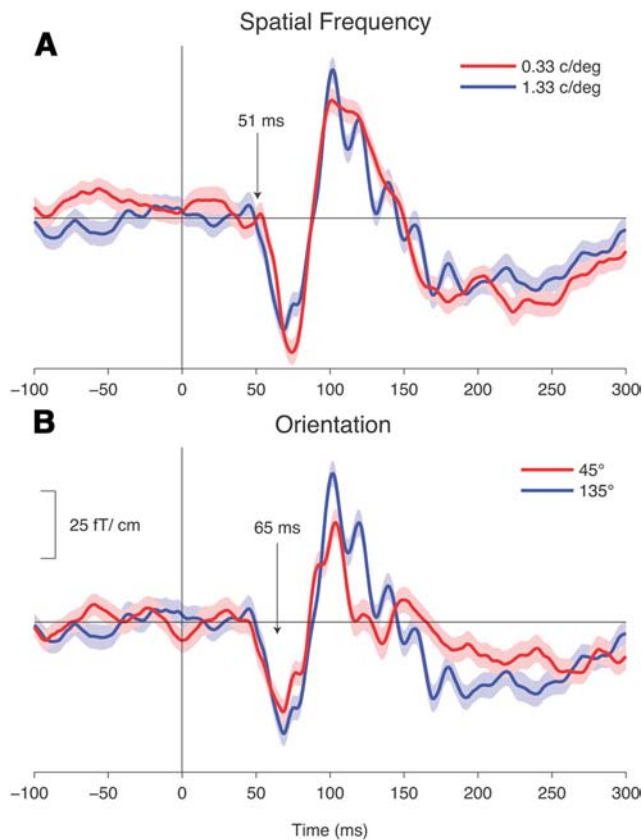 Spatial Frequency
A
0.33 c/deg
1.33 c/deg
51 ms
−100 −50 0 50 100 150 200 250 300
B
Orientation
45°
135°
25 fT/ cm
65 ms
−100 −50 0 50 100 150 200 250 300
Time (ms)